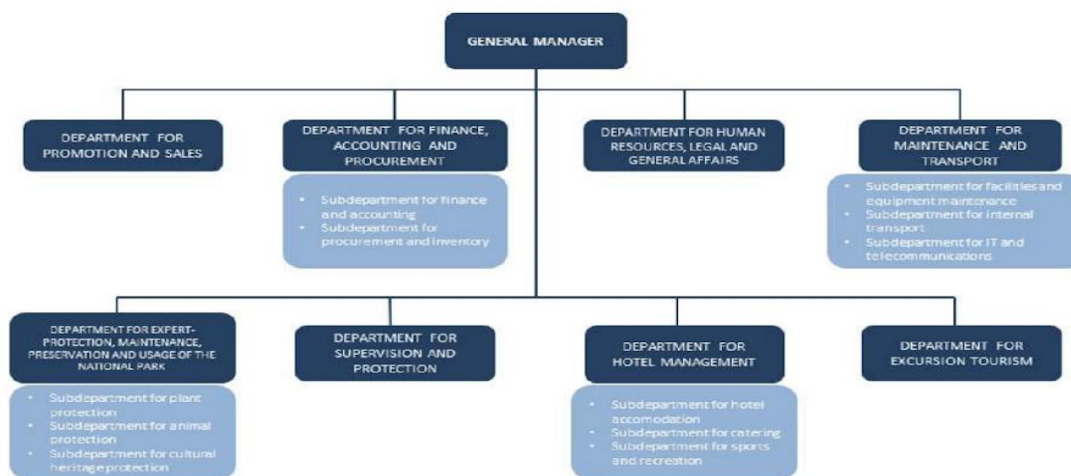 GENERAL MANAGER
DEPARTMENT FOR
PROMOTION AND SALES
DEPARTMENT FOR FINANCE,
ACCOUNTING AND
PROCUREMENT
• Subdepartment for finance
and accounting
• Subdepartment for
procurement and inventory
DEPARTMENT FOR HUMAN
RESOURCES, LEGAL AND
GENERAL AFFAIRS
DEPARTMENT FOR
MAINTENANCE AND
TRANSPORT
• Subdepartment for facilities and
equipment maintenance
• Subdepartment for internal
transport
• Subdepartment for IT and
telecommunications
DEPARTMENT FOR EXPERT-
PROTECTION, MAINTENANCE,
PRESERVATION AND USAGE OF THE
NATIONAL PARK
• Subdepartment for plant
protection
• Subdepartment for animal
protection
• Subdepartment for cultural
heritage protection
DEPARTMENT FOR
SUPERVISION AND
PROTECTION
DEPARTMENT FOR
HOTEL MANAGEMENT
• Subdepartment for hotel
accomodation
• Subdepartment for catering
• Subdepartment for sports
and recreation
DEPARTMENT FOR
EXCURSION TOURISM